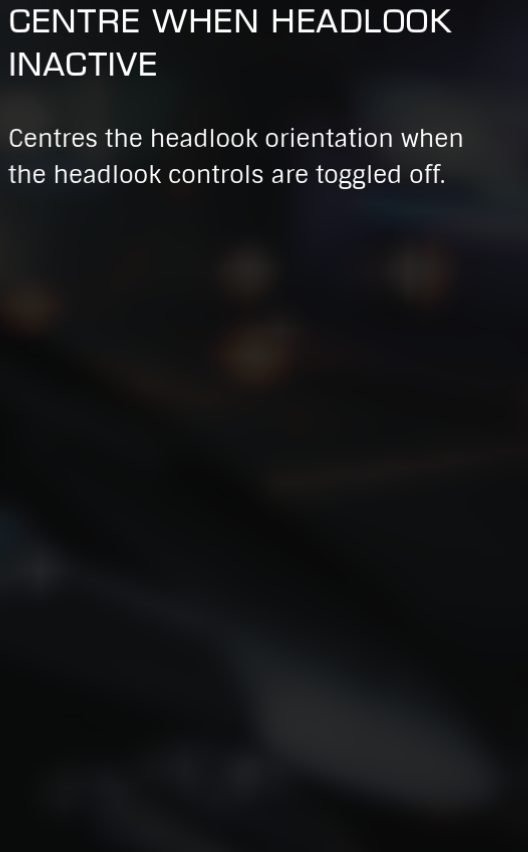 CENTRE WHEN HEADLOOK
INACTIVE
Centres the headlook orientation when
the headlook controls are toggled off.